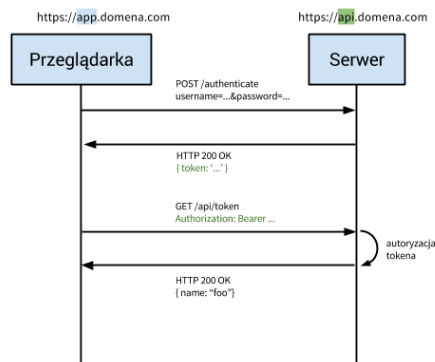 https://app.domena.com
https://api.domena.com
Przeglądarka
Serwer
POST /authenticate
username=...&password=...
HTTP 200 OK
{ token: ‘...’ }
GET /api/token
Authorization: Bearer ...
autoryzacja
tokena
HTTP 200 OK
{ name: “foo”}